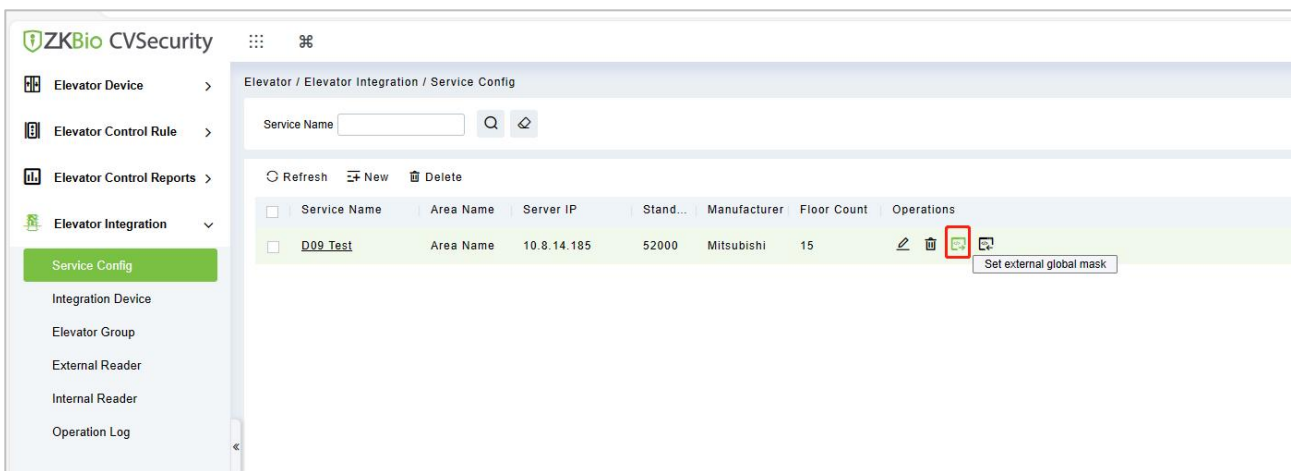 ZKBio CVSecurity
Elevator Device
Elevator Control Rule
Elevator Control Reports
Elevator Integration
Service Config
Integration Device
Elevator Group
External Reader
Internal Reader
Operation Log
Elevator / Elevator Integration / Service Config
Service Name
Refresh New Delete
Service Name Area Name Server IP Stand... Manufacturer Floor Count Operations
D09 Test Area Name 10.8.14.185 52000 Mitsubishi 15
Set external global mask